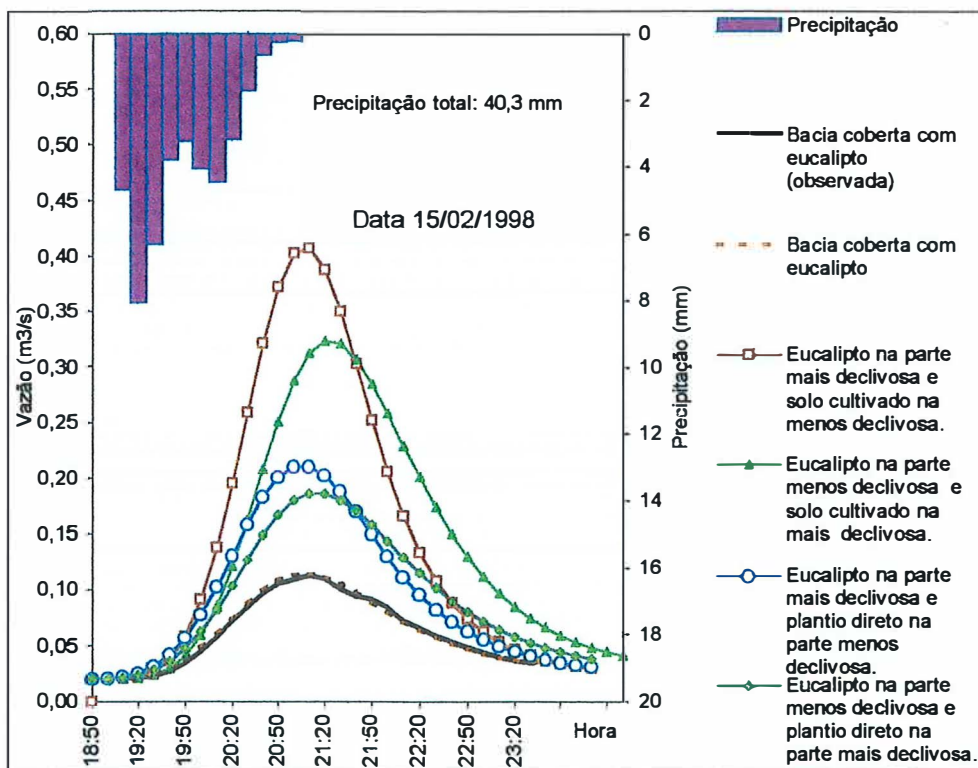 0,60
0,55
0,50
0,45
0,40
0,35
0,30
0,25
0,20
0,15
0,10
0,05
0,00
Vazão (m3/s)
Precipitação total: 40,3 mm
Data 15/02/1998
0
2
4
6
8
10
12
14
16
18
20
Precipitação (mm)
18:50
19:20
19:50
20:20
20:50
21:20
21:50
22:20
22:50
23:20
Hora
Precipitação
Bacia coberta com
eucalipto
(observada)
Bacia coberta com
eucalipto
Eucalipto na parte
mais declivosa e
solo cultivado na
menos declivosa.
Eucalipto na parte
menos declivosa e
solo cultivado na
mais declivosa.
Eucalipto na parte
mais declivosa e
plantio direto na
parte menos
declivosa.
Eucalipto na parte
menos declivosa e
plantio direto na
parte mais declivosa.